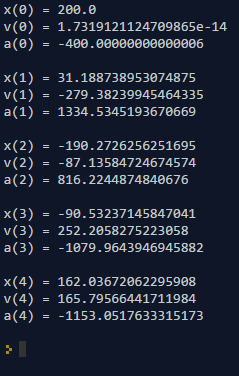 x(0) = 200.0
v(0) = 1.7319121124709865e-14
a(0) = -400.00000000000006
x(1) = 31.188738953074875
v(1) = -279.38239945464335
a(1) = 1334.5345193670669
x(2) = -190.2726256251695
v(2) = -87.13584724674574
a(2) = 816.2244874840676
x(3) = -90.53237145847041
v(3) = 252.2058275223058
a(3) = -1079.9643946945882
x(4) = 162.03672062295908
v(4) = 165.79566441711984
a(4) = -1153.0517633315173
>